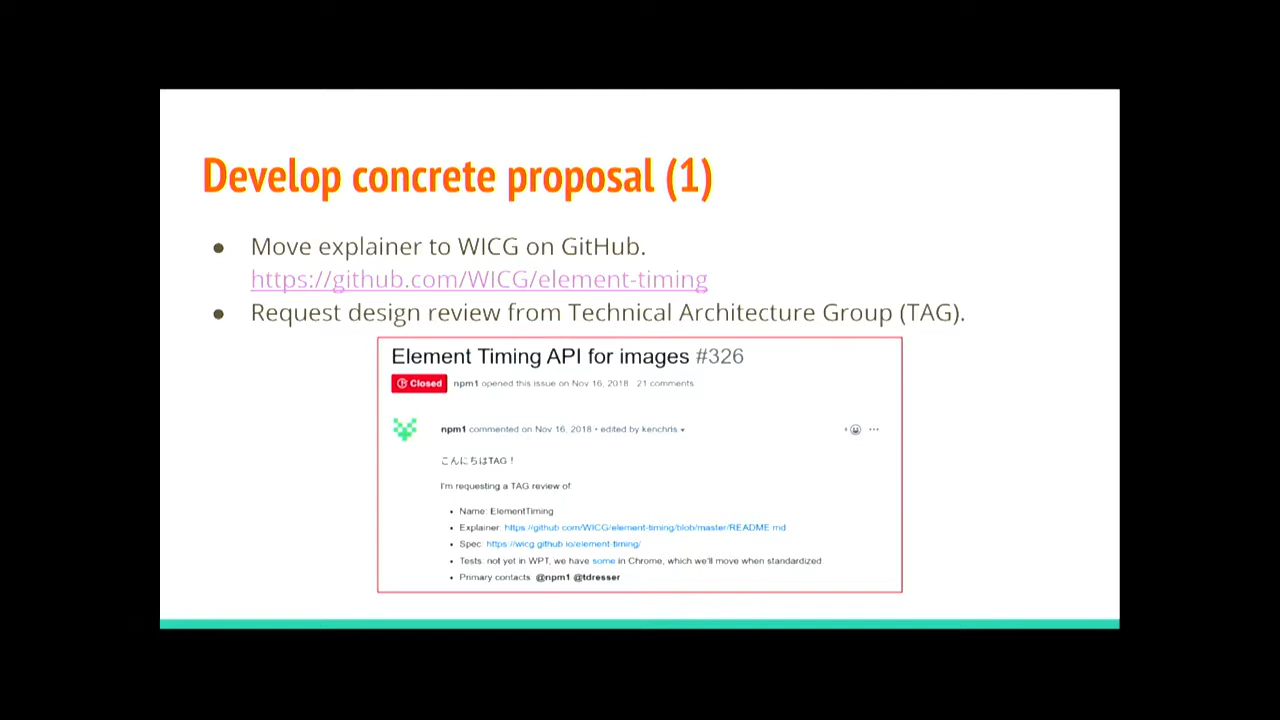 Develop concrete proposal (1)
● Move explainer to WICG on GitHub.
https://github.com/WICG/element-timing
● Request design review from Technical Architecture Group (TAG).
Element Timing API for images #326
Closed npm1 opened this issue on Nov 16, 2018 · 21 comments
npm1 commented on Nov 16, 2018 • edited by kenchris ▾
こんにちはTAG！
I'm requesting a TAG review of:
• Name: ElementTiming
• Explainer: https://github.com/WICG/element-timing/blob/master/README.md
• Spec: https://wicg.github.io/element-timing/
• Tests: not yet in WPT, we have some in Chrome, which we'll move when standardized.
• Primary contacts: @npm1 @tdresser